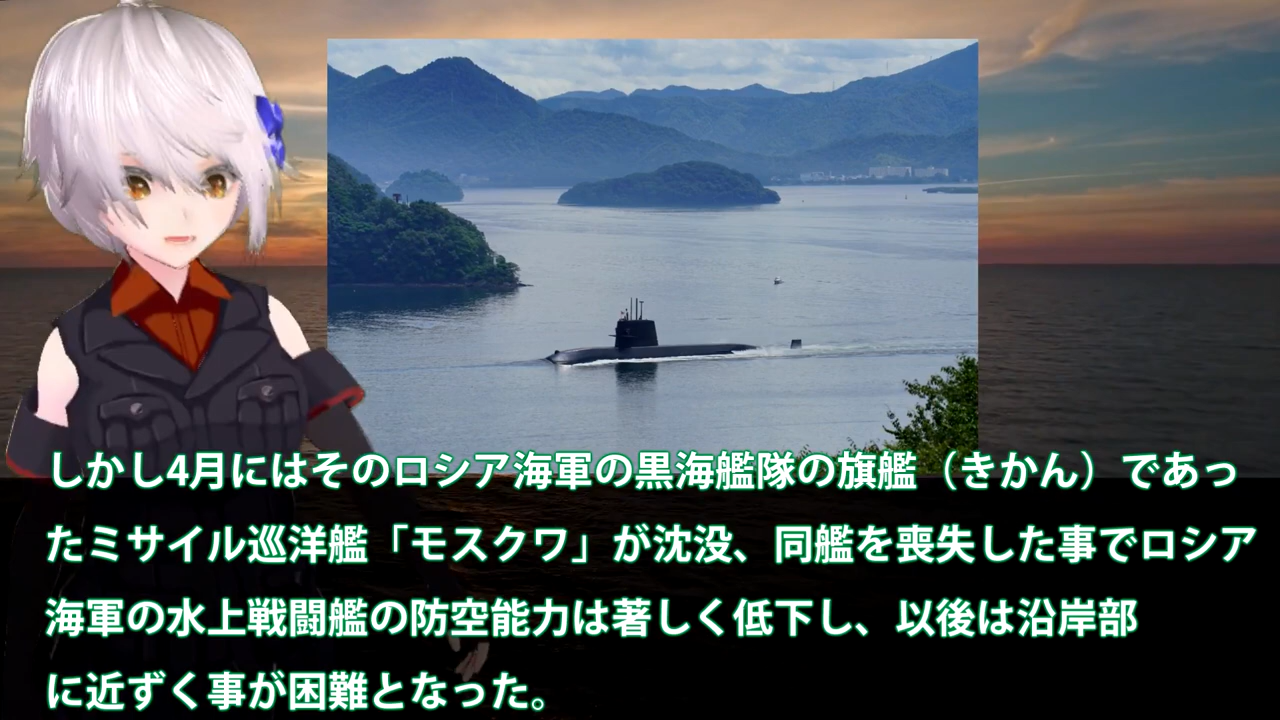 しかし4月にはそのロシア海軍の黒海艦隊の旗艦（きかん）であっ
たミサイル巡洋艦「モスクワ」が沈没、同艦を喪失した事でロシア
海軍の水上戦闘艦の防空能力は著しく低下し、以後は沿岸部
に近ずく事が困難となった。